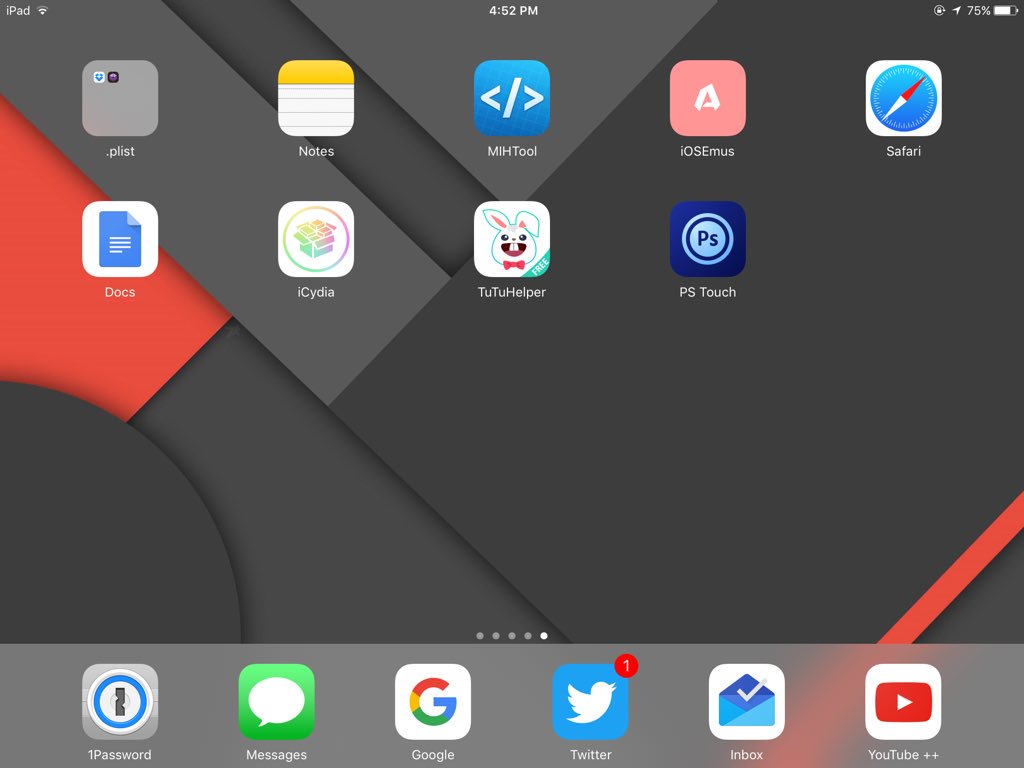 iPad 4:52 PM 75%
.plist Notes MIHTool iOSEmus Safari
FREE
Ps
Docs iCydia TuTuHelper PS Touch
1
1Password Messages Google Twitter Inbox YouTube ++